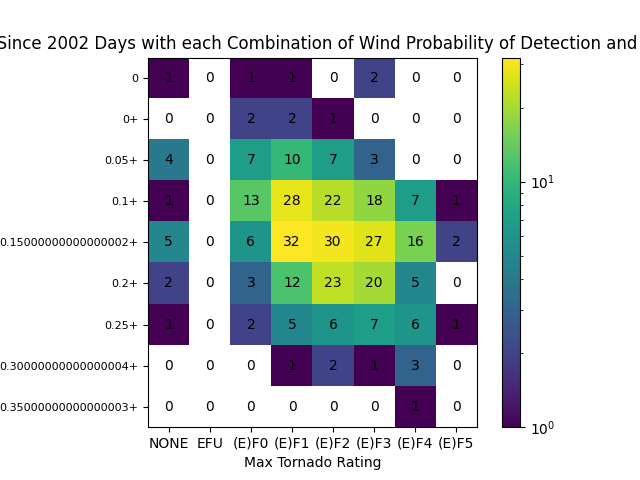 Since 2002 Days with each Combination of Wind Probability of Detection and
0 1 0 1 1 0 2 0 0
0+ 0 0 2 2 1 0 0 0
0.05+ 4 0 7 10 7 3 0 0
0.1+ 1 0 13 28 22 18 7 1
0.15000000000000002+ 5 0 6 32 30 27 16 2
0.2+ 2 0 3 12 23 20 5 0
0.25+ 1 0 2 5 6 7 6 1
0.30000000000000004+ 0 0 0 1 2 1 3 0
0.35000000000000003+ 0 0 0 0 0 0 1 0
NONE EFU (E)F0 (E)F1 (E)F2 (E)F3 (E)F4 (E)F5
Max Tornado Rating
10¹
10⁰